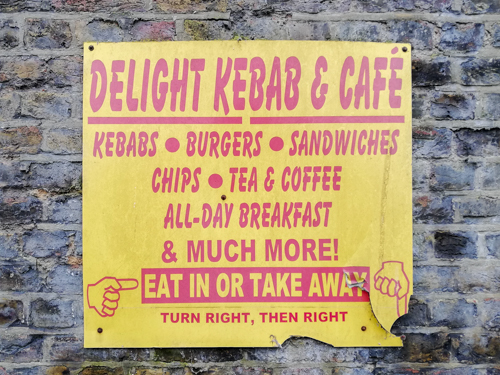 DELIGHT KEBAB & CAFÉ
KEBABS • BURGERS • SANDWICHES
CHIPS • TEA & COFFEE
ALL-DAY BREAKFAST
& MUCH MORE!
EAT IN OR TAKE AWAY
TURN RIGHT, THEN RIGHT